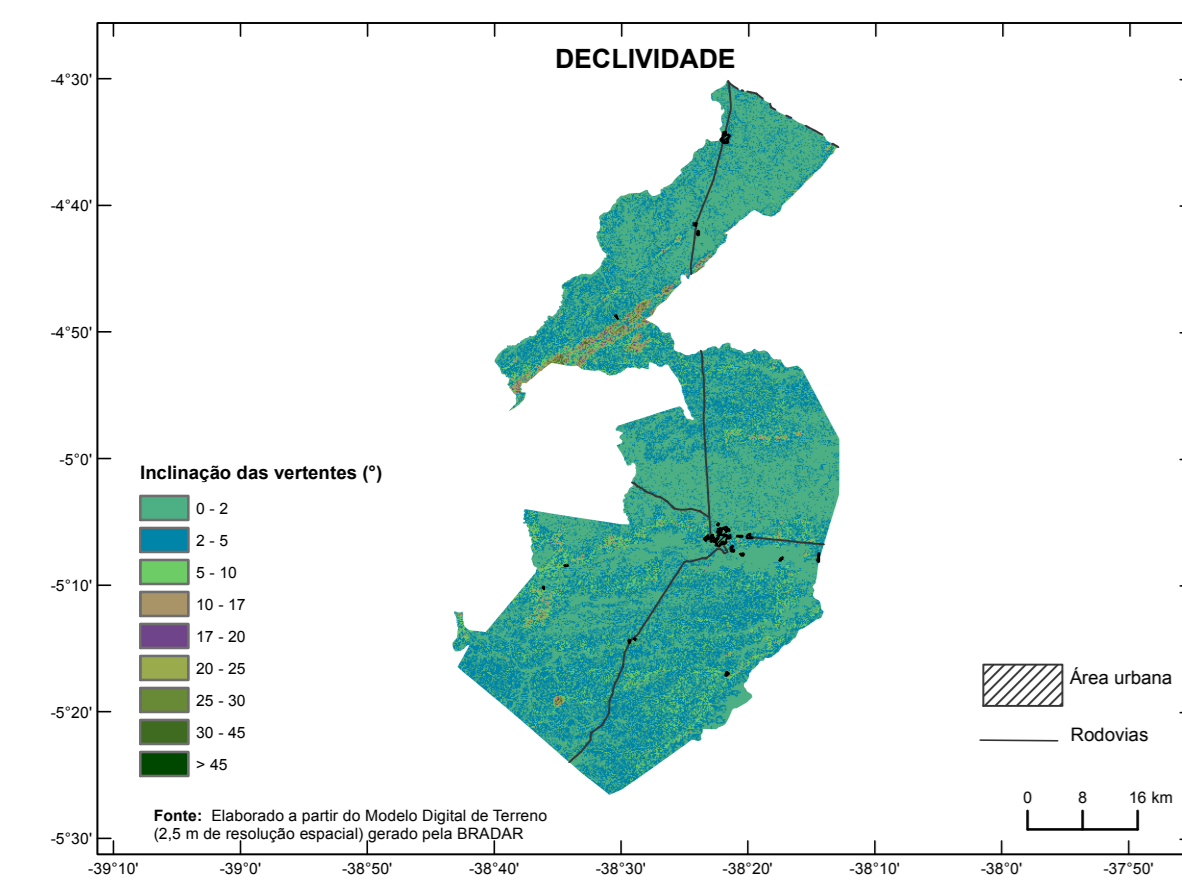 DECLIVIDADE
-4°30'
-4°40'
-4°50'
-5°0'
-5°10'
-5°20'
-5°30'
Inclinação das vertentes (°)
0 - 2
2 - 5
5 - 10
10 - 17
17 - 20
20 - 25
25 - 30
30 - 45
> 45
Fonte: Elaborado a partir do Modelo Digital de Terreno
(2,5 m de resolução espacial) gerado pela BRADAR
Área urbana
Rodovias
0 8 16 km
-39°10' -39°0' -38°50' -38°40' -38°30' -38°20' -38°10' -38°0' -37°50'